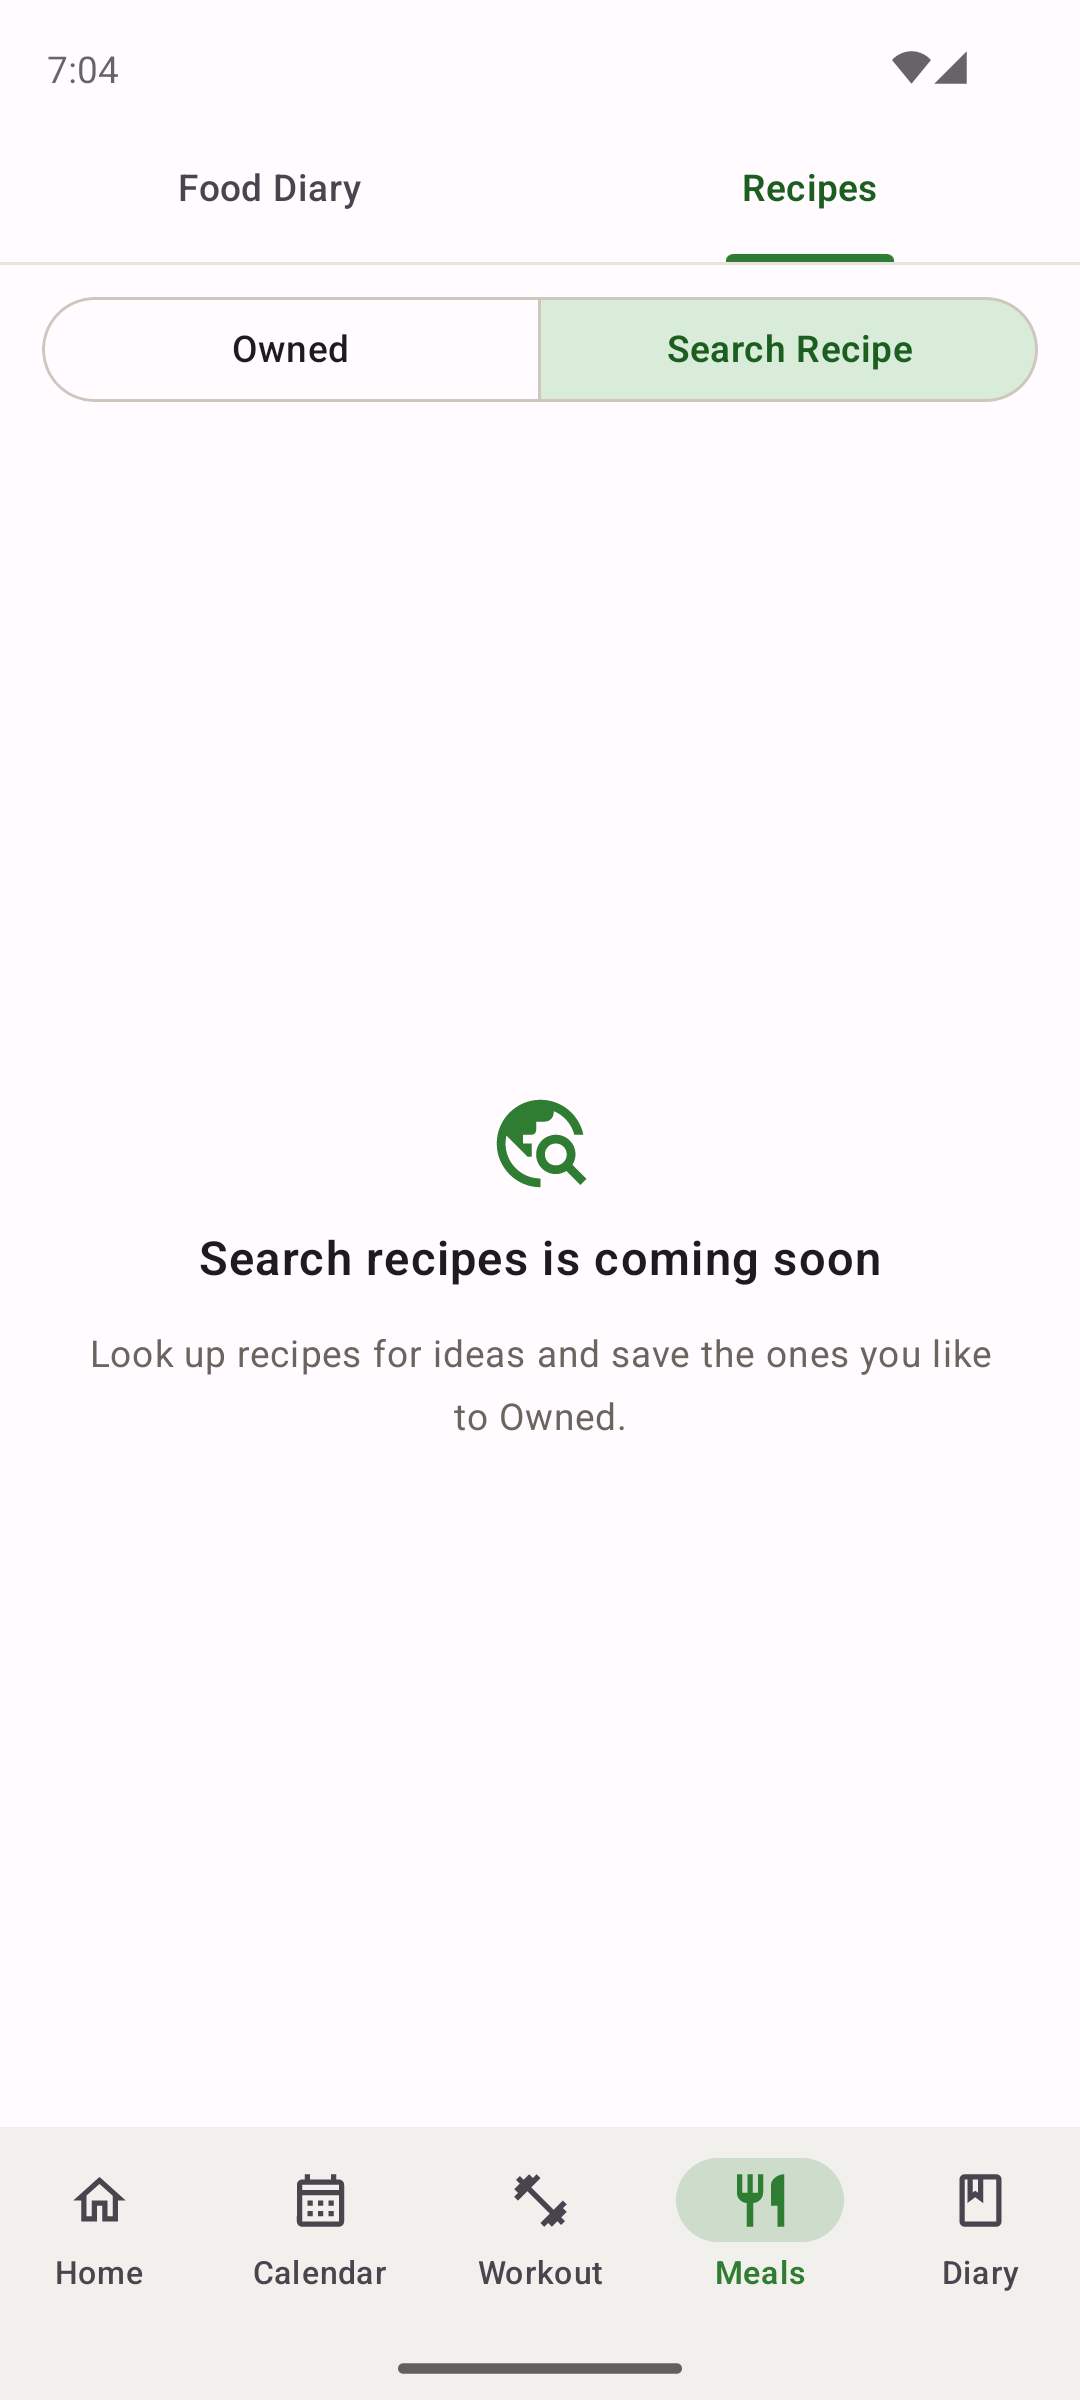 7:04
Food Diary
Recipes
Owned
Search Recipe
Search recipes is coming soon
Look up recipes for ideas and save the ones you like
to Owned.
Home
Calendar
Workout
Meals
Diary